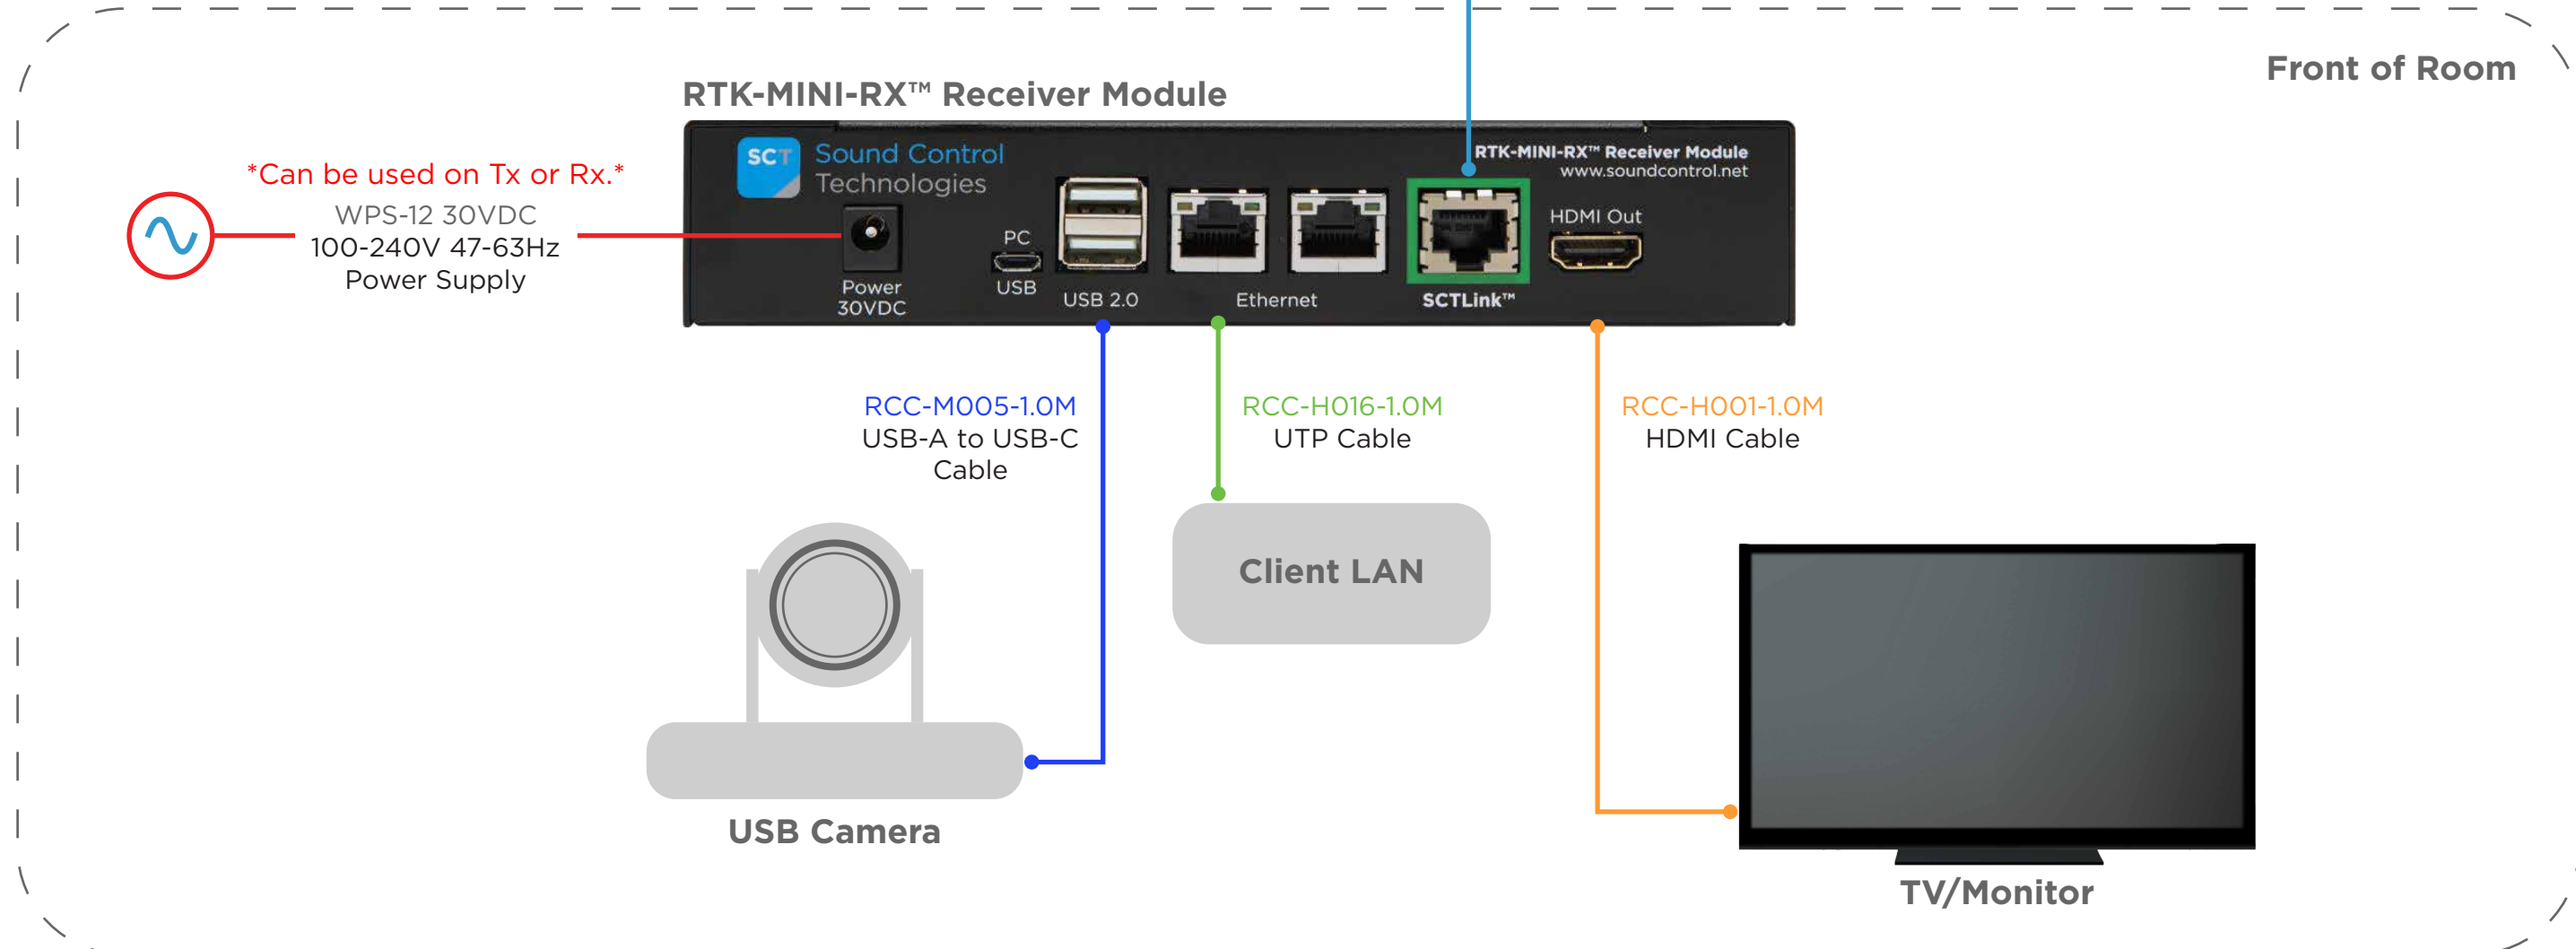 Front of Room
RTK-MINI-RX™ Receiver Module
SCT
Sound Control
Technologies
RTK-MINI-RX™ Receiver Module
www.soundcontrol.net
*Can be used on Tx or Rx.*
WPS-12 30VDC
100-240V 47-63Hz
Power Supply
Power
30VDC
PC
USB
USB 2.0
Ethernet
SCTLink™
HDMI Out
RCC-M005-1.0M
USB-A to USB-C
Cable
RCC-H016-1.0M
UTP Cable
RCC-H001-1.0M
HDMI Cable
Client LAN
USB Camera
TV/Monitor